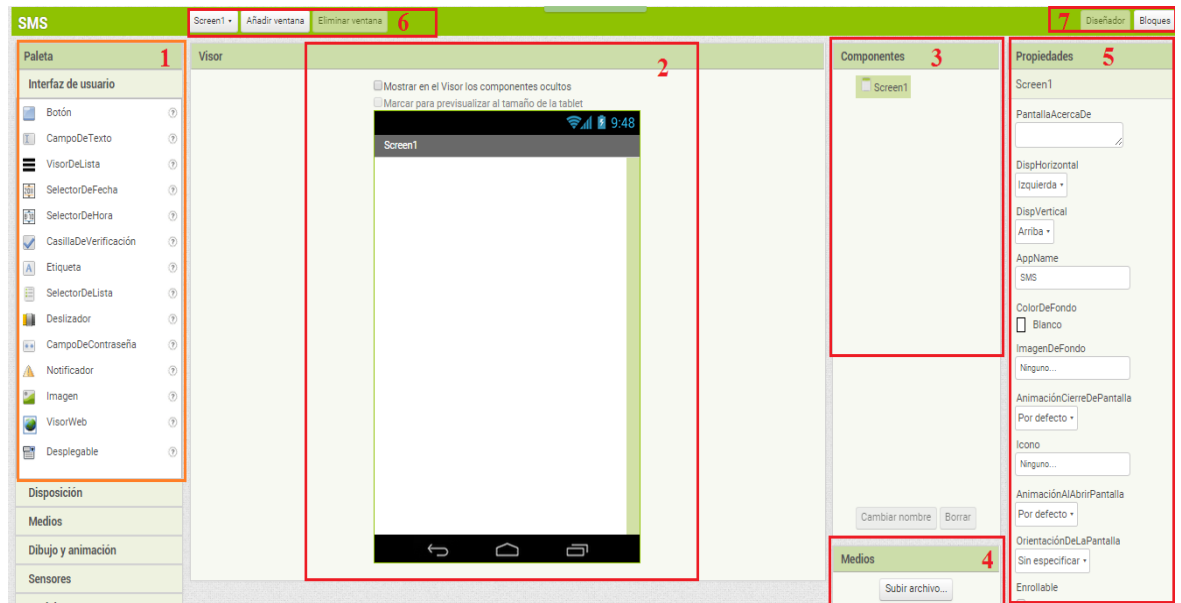 SMS
Screen1
Añadir ventana
Eliminar ventana
6
7
Diseñador
Bloques
Paleta
1
Interfaz de usuario
Botón
CampoDeTexto
VisorDeLista
SelectorDeFecha
SelectorDeHora
CasillaDeVerificación
Etiqueta
SelectorDeLista
Deslizador
CampoDeContraseña
Notificador
Imagen
VisorWeb
Desplegable
Disposición
Medios
Dibujo y animación
Sensores
Visor
2
Mostrar en el Visor los componentes ocultos
Marcar para previsualizar al tamaño de la tablet
9:48
Screen1
Componentes
3
Screen1
Cambiar nombre
Borrar
Medios
4
Subir archivo...
Propiedades
5
Screen1
PantallaAcercaDe
DispHorizontal
Izquierda
DispVertical
Arriba
AppName
SMS
ColorDeFondo
Blanco
ImagenDeFondo
Ninguno...
AnimaciónCierreDePantalla
Por defecto
Icono
Ninguno...
AnimaciónAlAbrirPantalla
Por defecto
OrientaciónDeLaPantalla
Sin especificar
Enrollable